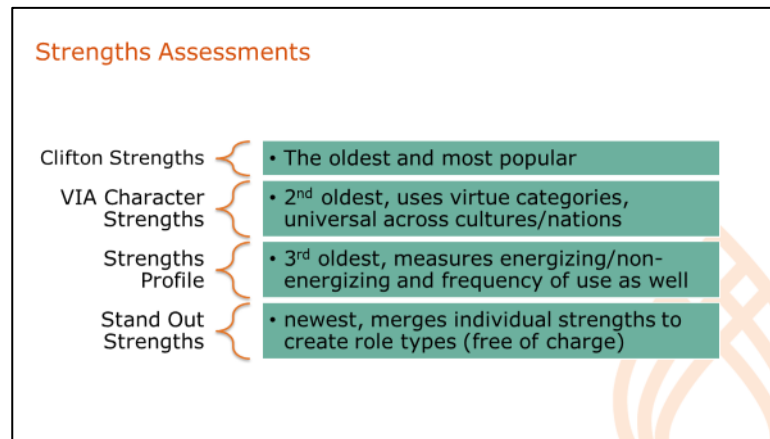 Strengths Assessments
Clifton Strengths
• The oldest and most popular
VIA Character
Strengths
• 2nd oldest, uses virtue categories,
universal across cultures/nations
Strengths
Profile
• 3rd oldest, measures energizing/non-
energizing and frequency of use as well
Stand Out
Strengths
• newest, merges individual strengths to
create role types (free of charge)